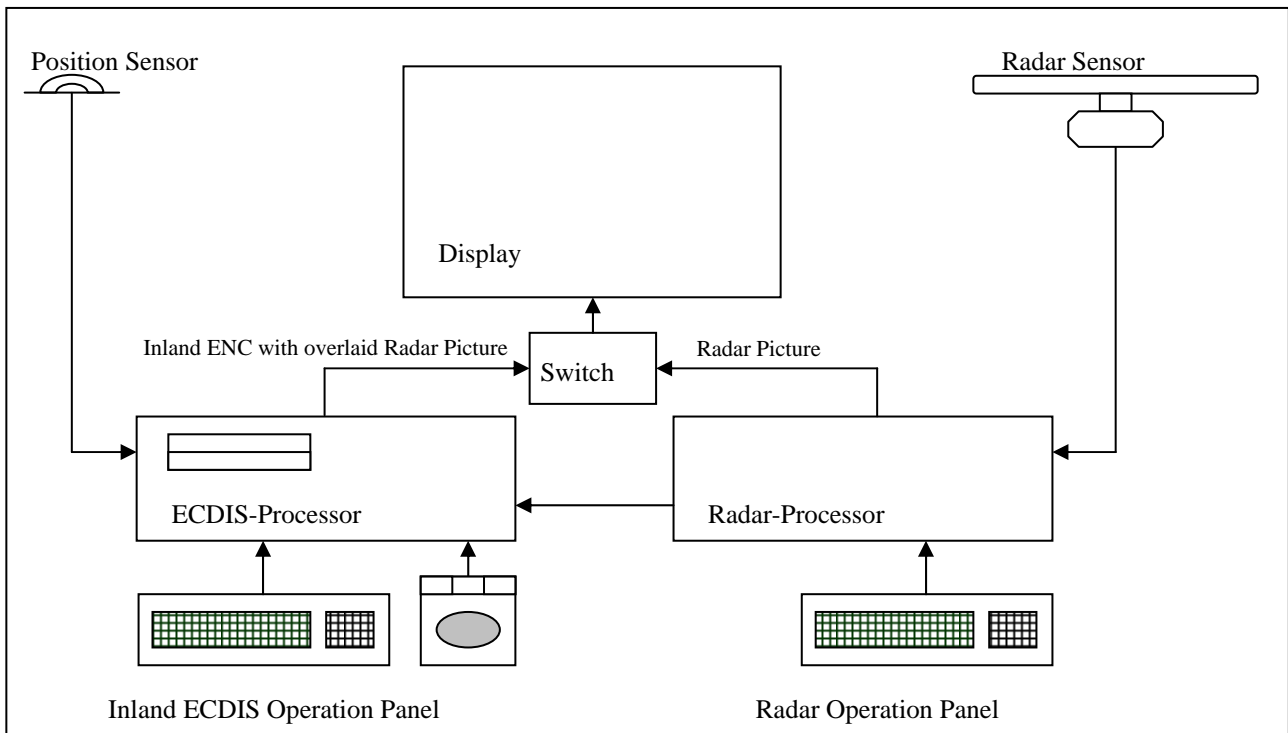 Position Sensor
Radar Sensor
Display
Inland ENC with overlaid Radar Picture
Switch
Radar Picture
ECDIS-Processor
Radar-Processor
Inland ECDIS Operation Panel
Radar Operation Panel